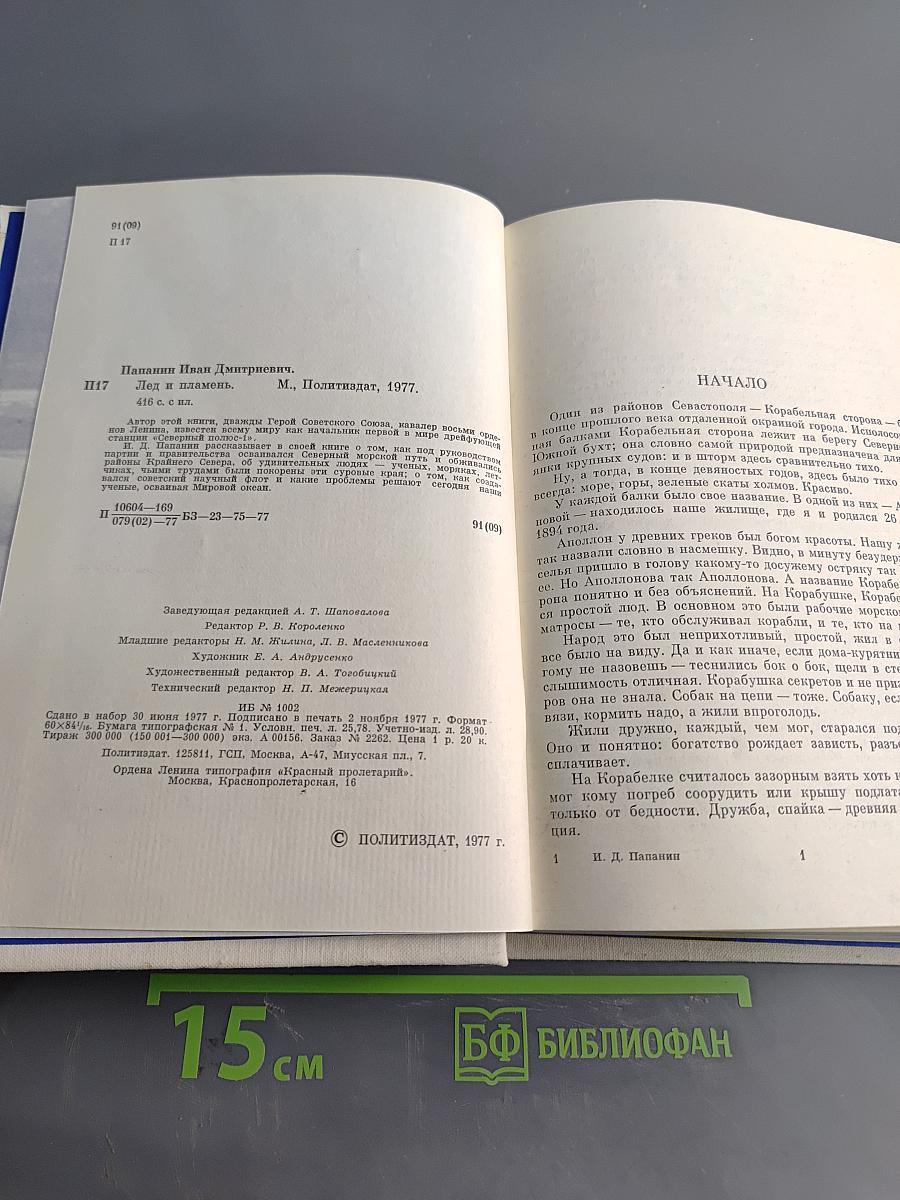 91(09)
П 17
Папанин Иван Дмитриевич.
П17 Лед и пламень. М., Политиздат, 1977.
416 с. с ил.
Автор этой книги, дважды Герой Советского Союза, кавалер восьми орде-
нов Ленина, известен всему миру как начальник первой в мире дрейфующей
станции «Северный полюс-1».
И. Д. Папанин рассказывает в своей книге о том, как под руководством
партии и правительства осваивался Северный морской путь и обживались
районы Крайнего Севера, об удивительных людях — ученых, моряках, лет-
чиках, чьими трудами были покорены эти суровые края; о том, как созда-
вался советский научный флот и какие проблемы решают сегодня наши
ученые, осваивая Мировой океан.
П 10604—169
079(02)—77 БЗ—23—75—77
91(09)
Заведующая редакцией А. Т. Шаповалова
Редактор Р. В. Короленко
Младшие редакторы Н. М. Жилина, Л. В. Масленникова
Художник Е. А. Андрусенко
Художественный редактор В. А. Тогобицкий
Технический редактор Н. П. Межерицкая
ИБ № 1002
Сдано в набор 30 июня 1977 г. Подписано в печать 2 ноября 1977 г. Формат
60×84¹/₁₆. Бумага типографская № 1. Условн. печ. л. 25,78. Учетно-изд. л. 28,90.
Тираж 300 000 (150 001—300 000) экз. А 00156. Заказ № 2262. Цена 1 р. 20 к.
Политиздат. 125811, ГСП, Москва, А-47, Миусская пл., 7.
Ордена Ленина типография «Красный пролетарий».
Москва, Краснопролетарская, 16
© ПОЛИТИЗДАТ, 1977 г.
НАЧАЛО
Один из районов Севастополя — Корабельная сторона — б
в конце прошлого века отдаленной окраиной города. Исполосо
ная балками Корабельная сторона лежит на берегу Северн
Южной бухт; она словно самой природой предназначена для
янки крупных судов: и в шторм здесь сравнительно тихо.
Ну, а тогда, в конце девяностых годов, здесь было тихо
всегда: море, горы, зеленые скаты холмов. Красиво.
У каждой балки было свое название. В одной из них — А
новой — находилось наше жилище, где я и родился 26
1894 года.
Аполлон у древних греков был богом красоты. Нашу
так назвали словно в насмешку. Видно, в минуту безудер
селья пришло в голову какому-то досужему остряку так
ее. Но Аполлонова так Аполлонова. А название Корабе
рона понятно и без объяснений. На Корабушке, Корабе
ся простой люд. В основном это были рабочие морско
матросы — те, кто обслуживал корабли, и те, кто на
Народ это был неприхотливый, простой, жил в
все было на виду. Да и как иначе, если дома-курятни
гому не назовешь — теснились бок о бок, щели в сте
слышимость отличная. Корабушка секретов и не приз
ров она не знала. Собак на цепи — тоже. Собаку, есл
вязи, кормить надо, а жили впроголодь.
Жили дружно, каждый, чем мог, старался под
Оно и понятно: богатство рождает зависть, разъе
сплачивает.
На Корабелке считалось зазорным взять хоть к
мог кому погреб соорудить или крышу подлата
только от бедности. Дружба, спайка — древняя
ция.
1 И. Д. Папанин 1
15 см
БФ БИБЛИОФАН